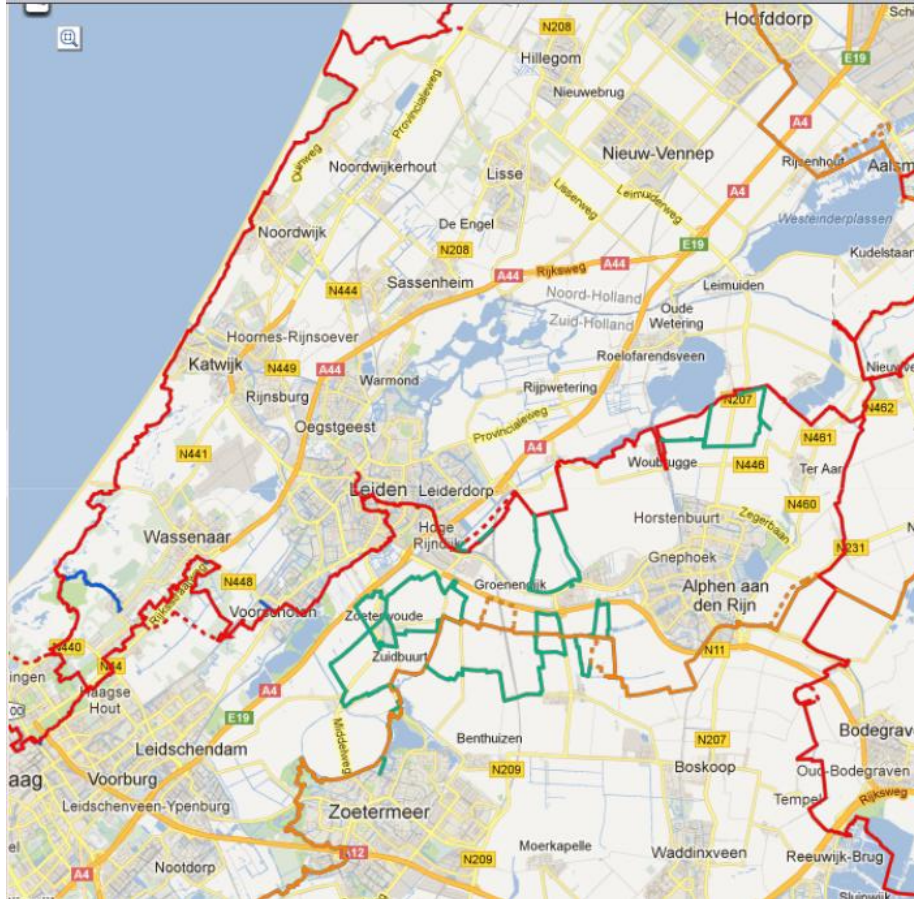 N208
Hoofddorp
Schi
E19
Hillegom
Nieuwebrug
Provincialeweg
A4
Duinweg
Noordwijkerhout
Lisse
Nieuw-Vennep
Rijsenhout
Aalsm
Lisserweg
Leimuiderweg
A4
De Engel
Westeinderplassen
Noordwijk
N208
E19
Kudelstaart
A44
Rijksweg
A44
N444
Sassenheim
Leimuiden
Noord-Holland
Zuid-Holland
Oude
Wetering
Hoornes-Rijnsoever
Roelofarendsveen
Katwijk
N449
A44
Warmond
Nieuwve
Rijnsburg
Rijpwetering
N207
N462
Oegstgeest
Provincialeweg
A4
N461
N441
Woubrugge
N446
Ter Aar
Leiden
Leiderdorp
Horstenbuurt
Zegerbaan
N460
Wassenaar
Hoge
Rijndijk
Gnephoek
N231
N448
Groenendijk
Alphen aan
den Rijn
Voorschoten
Zoeterwoude
N440
Zuidbuurt
N11
ingen
N44
Haagse
Hout
A4
E19
Middelweg
Bodegrave
Leidschendam
Benthuizen
N207
aag
Voorburg
N209
Boskoop
Oud-Bodegraven
Leidschenveen-Ypenburg
Zoetermeer
Tempel
Rijksweg
A12
Moerkapelle
Nootdorp
N209
Waddinxveen
Reeuwijk-Brug
A4
Sluipwijk